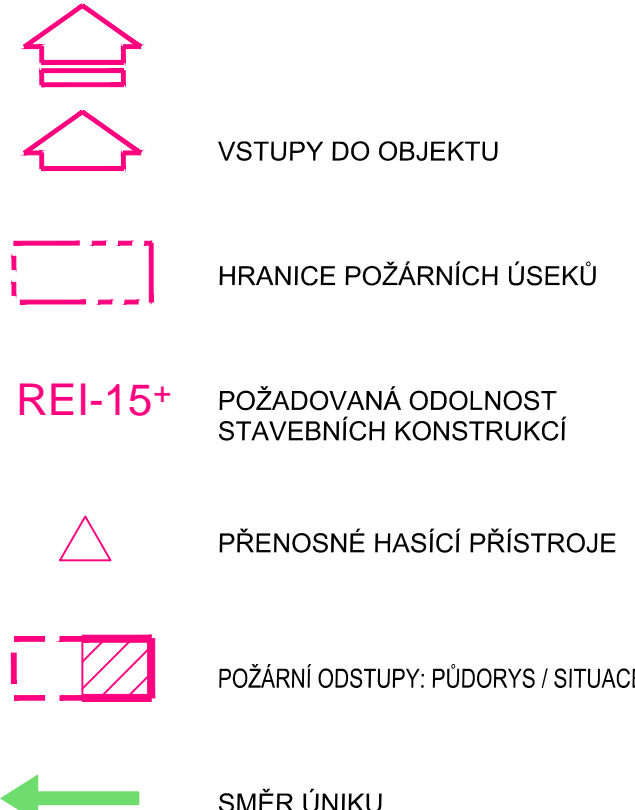 VSTUPY DO OBJEKTU
HRANICE POŽÁRNÍCH ÚSEKŮ
REI-15+
POŽADOVANÁ ODOLNOST
STAVEBNÍCH KONSTRUKCÍ
PŘENOSNÉ HASÍCÍ PŘÍSTROJE
POŽÁRNÍ ODSTUPY: PŮDORYS / SITUACE
SMĚR ÚNIKU